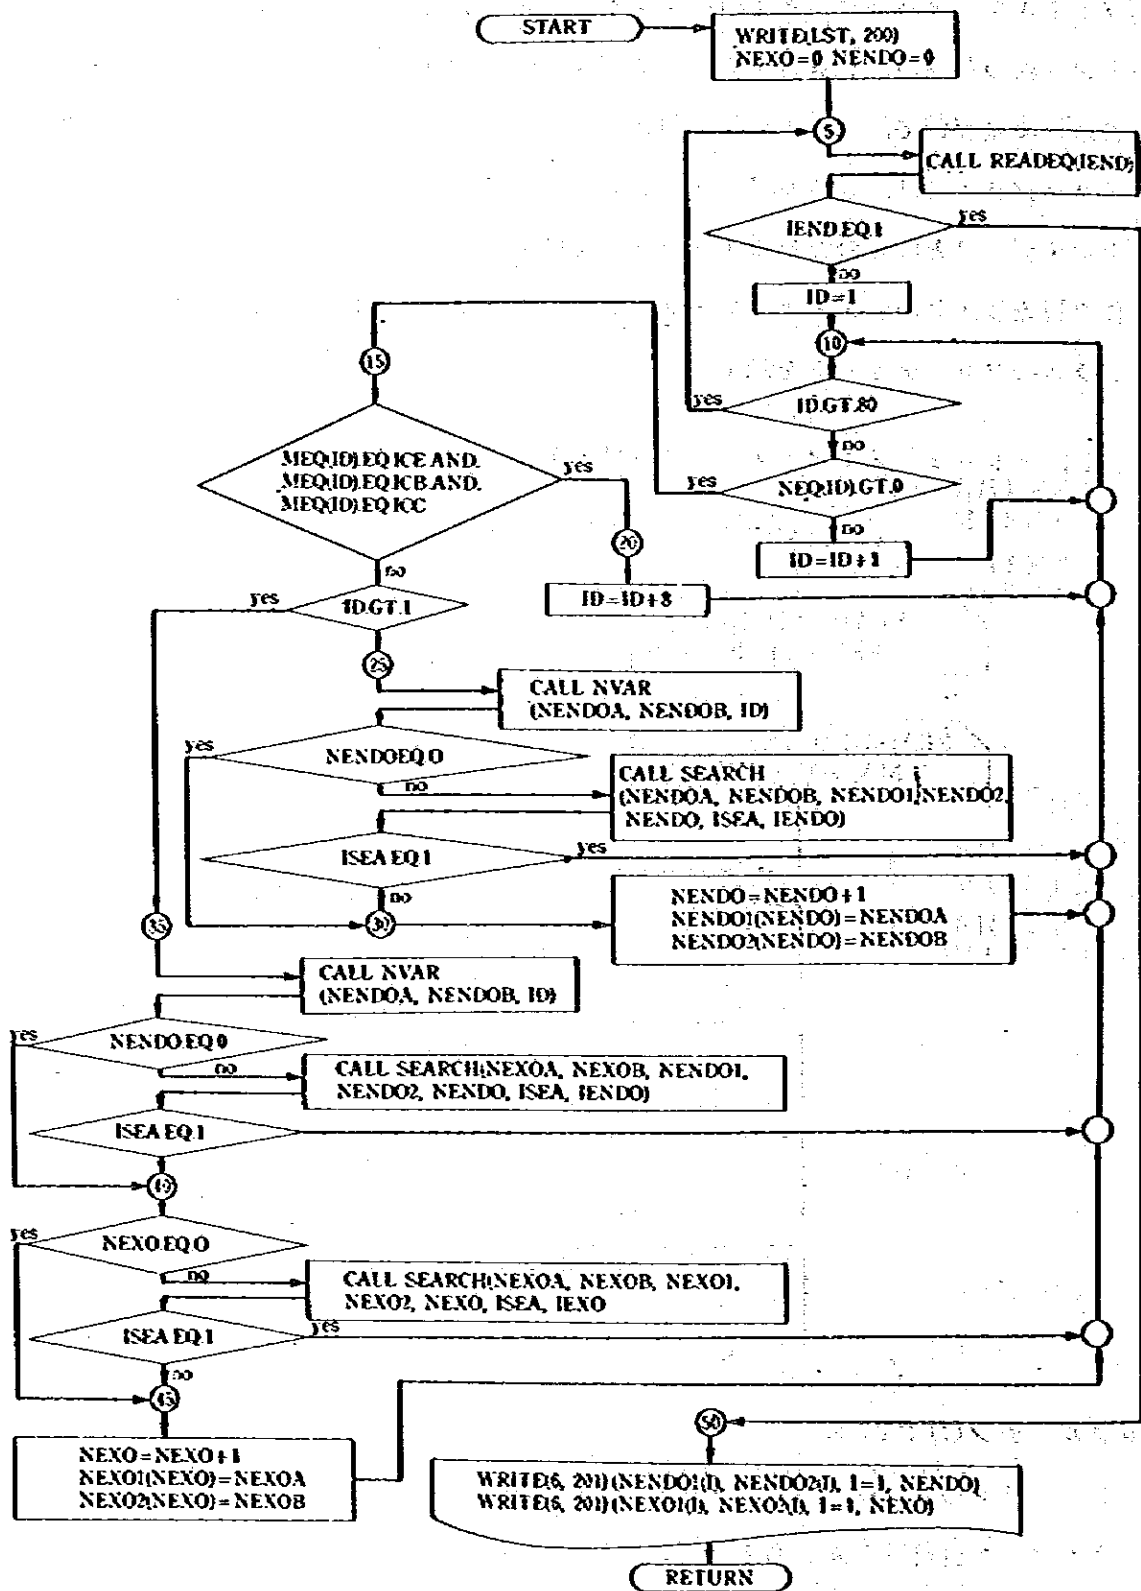 START
WRITE(LST, 200)
NEXO=0 NENDO=0
5
CALL READEQ(IEND)
IEND.EQ.1
yes
no
ID=1
10
15
ID.GT.80
yes
no
MEQ(ID).EQ ICE AND.
MEQ(ID).EQ ICB AND.
MEQ(ID).EQ ICC
yes
no
NEQ(ID).GT.0
yes
no
ID=ID+1
20
ID=ID+8
ID.GT.1
yes
25
CALL NVAR
(NENDOA, NENDOB, ID)
NENDO EQ.O
yes
no
CALL SEARCH
(NENDOA, NENDOB, NENDO1, NENDO2,
NENDO, ISEA, IENDO)
ISEA EQ.1
yes
no
30
NENDO=NENDO+1
NENDO1(NENDO)=NENDOA
NENDO2(NENDO)=NENDOB
35
CALL NVAR
(NENDOA, NENDOB, ID)
NENDO.EQ.0
yes
no
CALL SEARCH(NEXOA, NEXOB, NENDO1,
NENDO2, NENDO, ISEA, IENDO)
ISEA EQ.1
40
NEXO.EQ.O
yes
no
CALL SEARCH(NEXOA, NEXOB, NEXO1,
NEXO2, NEXO, ISEA, IEXO
ISEA EQ.1
yes
no
45
NEXO=NEXO+1
NEXO1(NEXO)=NEXOA
NEXO2(NEXO)=NEXOB
50
WRITE(6, 201) (NENDO1(I), NENDO2(I), I=1, NENDO)
WRITE(6, 201) (NEXO1(I), NEXO2(I), I=1, NEXO)
RETURN